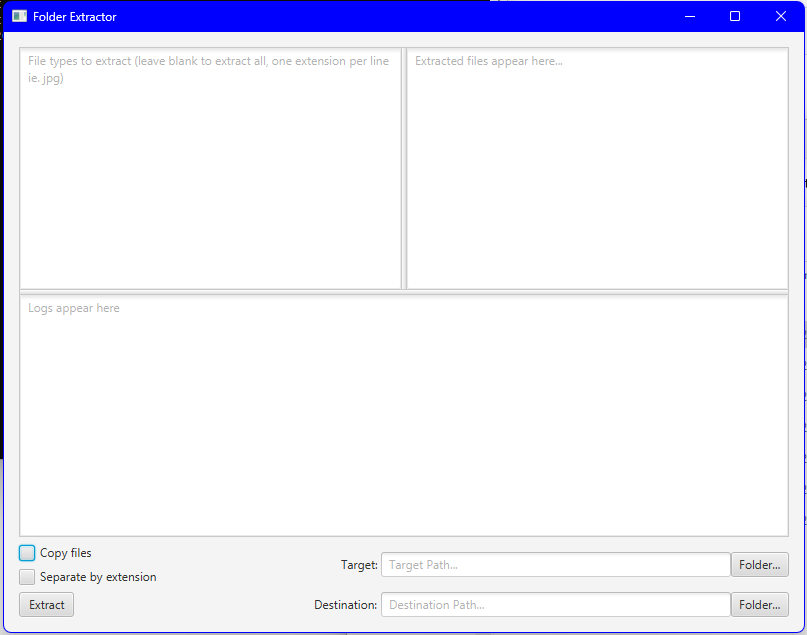 Folder Extractor
File types to extract (leave blank to extract all, one extension per line
ie. jpg)
Extracted files appear here...
Logs appear here
Copy files
Separate by extension
Extract
Target: Target Path... Folder...
Destination: Destination Path... Folder...